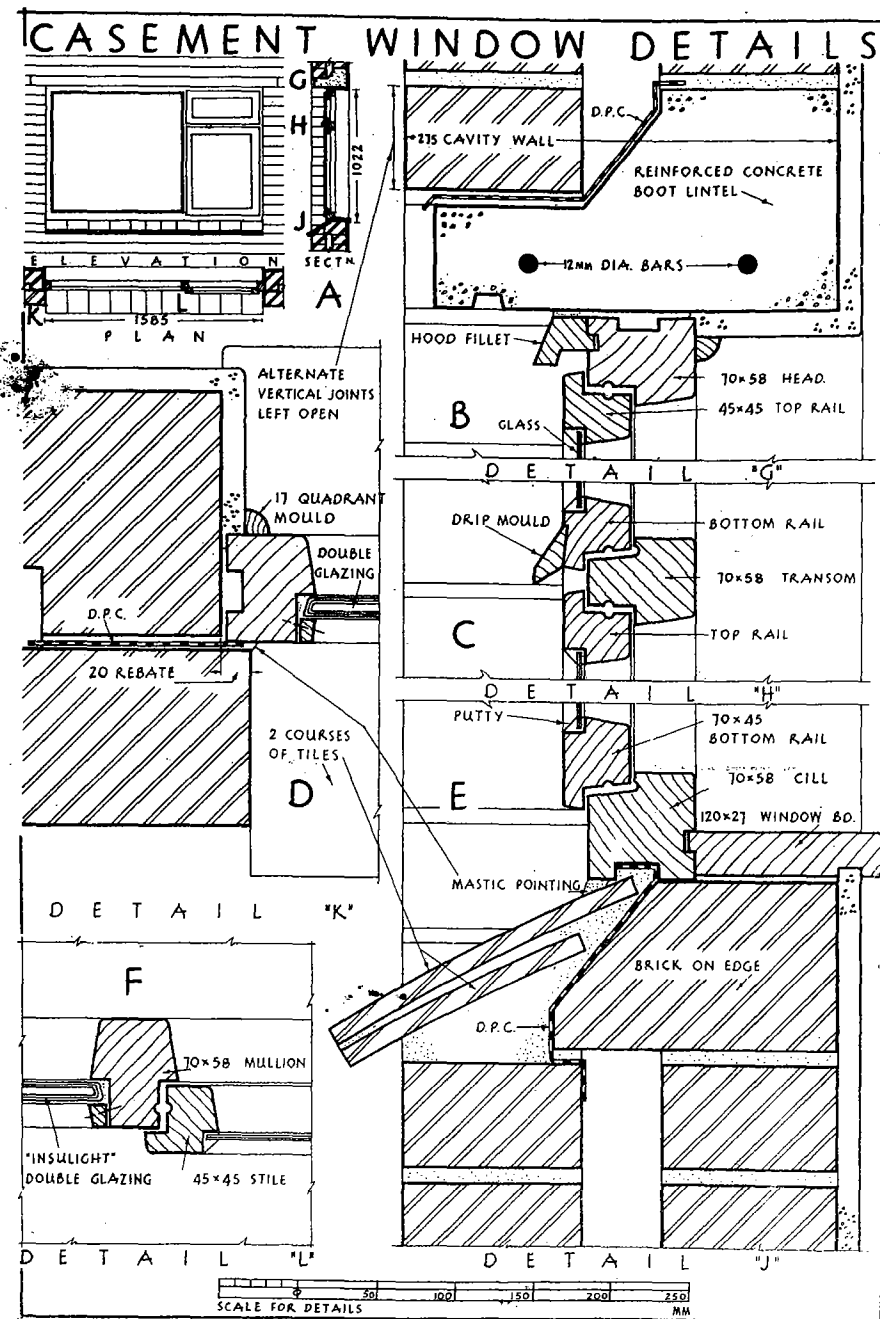 CASEMENT WINDOW DETAILS
G
H
J
1022
ELEVATION
SECTN.
A
K
L
1585
PLAN
D.P.C.
275 CAVITY WALL
REINFORCED CONCRETE
BOOT LINTEL
12MM DIA. BARS
HOOD FILLET
70×58 HEAD.
45×45 TOP RAIL
B
GLASS
DETAIL "G"
ALTERNATE
VERTICAL JOINTS
LEFT OPEN
17 QUADRANT
MOULD
DOUBLE
GLAZING
D.P.C.
20 REBATE
2 COURSES
OF TILES
D
DETAIL "K"
DRIP MOULD
BOTTOM RAIL
70×58 TRANSOM
C
TOP RAIL
DETAIL "H"
PUTTY
70×45
BOTTOM RAIL
E
70×58 CILL
120×27 WINDOW BD.
MASTIC POINTING
BRICK ON EDGE
D.P.C.
DETAIL "J"
F
70×58 MULLION
"INSULIGHT"
DOUBLE GLAZING
45×45 STILE
DETAIL "L"
0 50 100 150 200 250
SCALE FOR DETAILS
MM